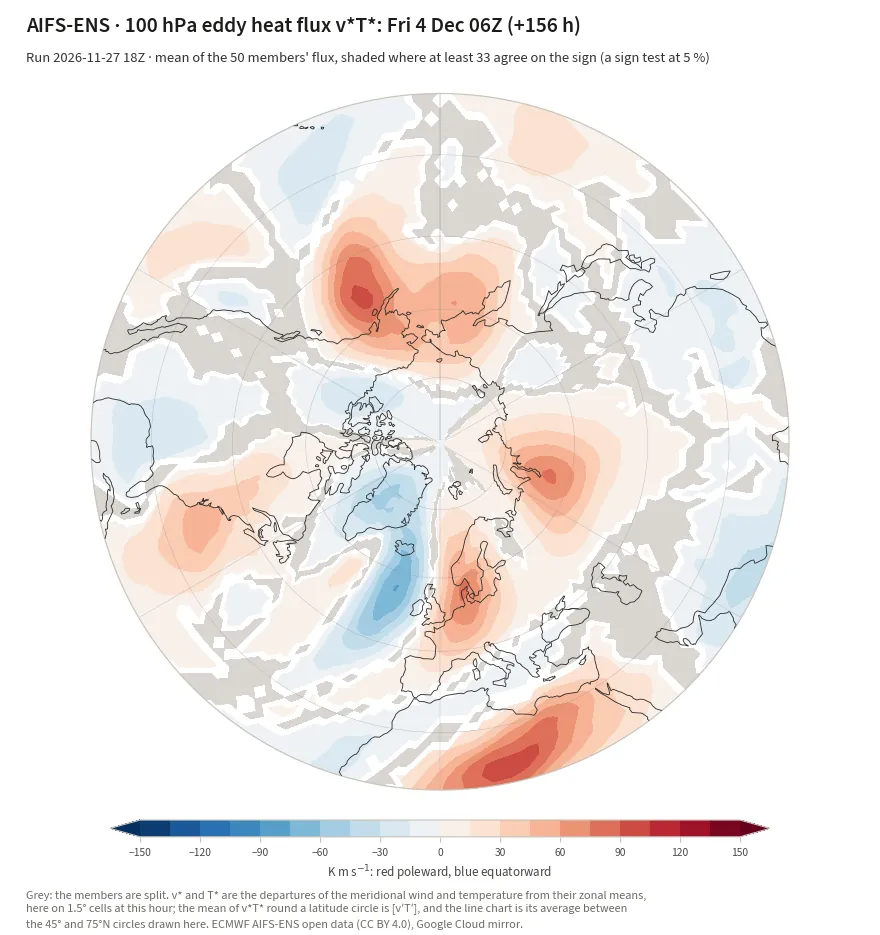 AIFS-ENS · 100 hPa eddy heat flux v*T*: Fri 4 Dec 06Z (+156 h)
Run 2026-11-27 18Z · mean of the 50 members' flux, shaded where at least 33 agree on the sign (a sign test at 5 %)
−150 −120 −90 −60 −30 0 30 60 90 120 150
K m s⁻¹: red poleward, blue equatorward
Grey: the members are split. v* and T* are the departures of the meridional wind and temperature from their zonal means,
here on 1.5° cells at this hour; the mean of v*T* round a latitude circle is [v'T'], and the line chart is its average between
the 45° and 75°N circles drawn here. ECMWF AIFS-ENS open data (CC BY 4.0), Google Cloud mirror.